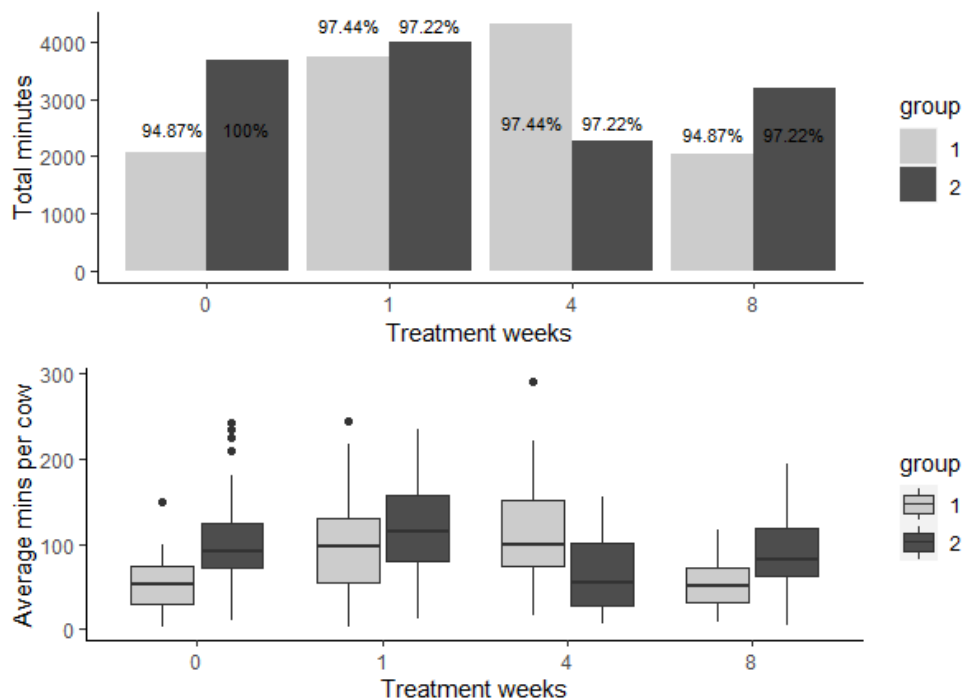 97.44% 97.22%
4000
Total minutes
group
3000
94.87% 100% 97.44% 97.22% 94.87% 97.22%
1
2000
2
1000
0
0 1 4 8
Treatment weeks
300
Average mins per cow
group
200
1
2
100
0
0 1 4 8
Treatment weeks